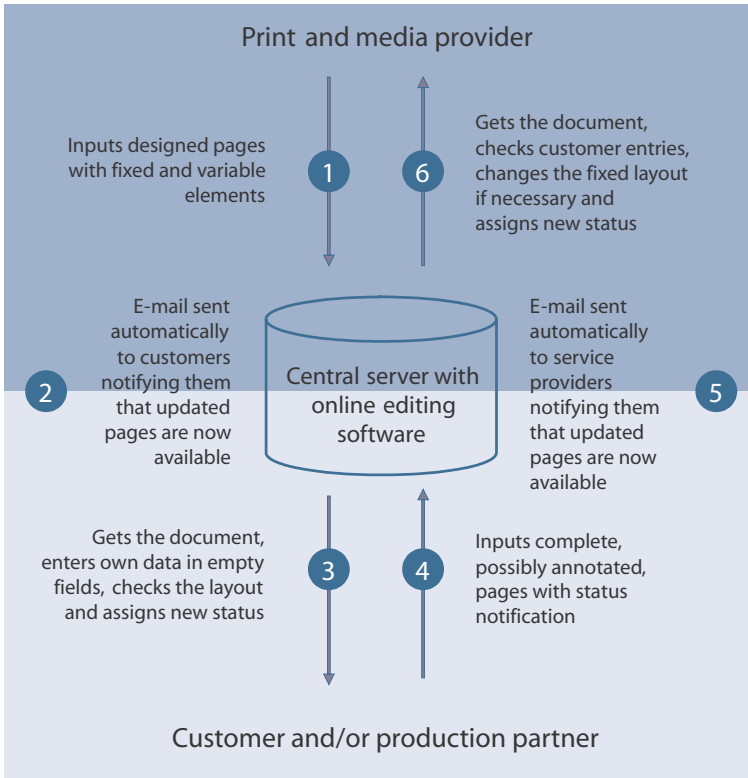 Print and media provider
Inputs designed pages
with fixed and variable
elements
1
6
Gets the document,
checks customer entries,
changes the fixed layout
if necessary and
assigns new status
2
E-mail sent
automatically
to customers
notifying them
that updated
pages are now
available
Central server with
online editing
software
E-mail sent
automatically
to service
providers
notifying them
that updated
pages are now
available
5
Gets the document,
enters own data in empty
fields, checks the layout
and assigns new status
3
4
Inputs complete,
possibly annotated,
pages with status
notification
Customer and/or production partner